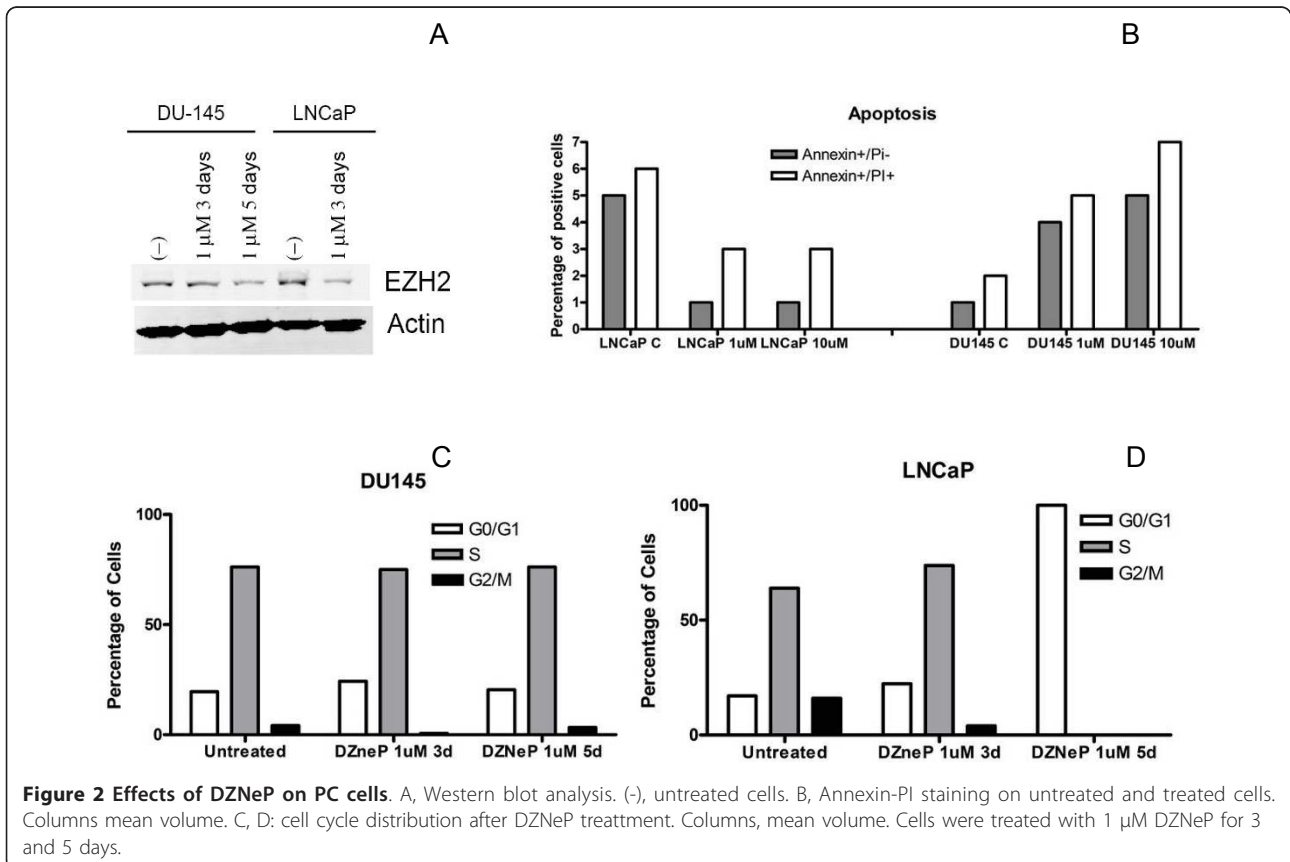 A
DU-145 LNCaP
(–) 1 µM 3 days 1 µM 5 days (–) 1 µM 3 days
EZH2
Actin
B
Apoptosis
Percentage of positive cells
7
6
5
4
3
2
1
0
Annexin+/Pi-
Annexin+/PI+
LNCaP C LNCaP 1uM LNCaP 10uM DU145 C DU145 1uM DU145 10uM
C
DU145
Percentage of Cells
100
50
0
G0/G1
S
G2/M
Untreated DZneP 1uM 3d DZNeP 1uM 5d
D
LNCaP
Percentage of Cells
100
50
0
G0/G1
S
G2/M
Untreated DZneP 1uM 3d DZNeP 1uM 5d
Figure 2 Effects of DZNeP on PC cells. A, Western blot analysis. (-), untreated cells. B, Annexin-PI staining on untreated and treated cells.
Columns mean volume. C, D: cell cycle distribution after DZNeP treattment. Columns, mean volume. Cells were treated with 1 µM DZNeP for 3
and 5 days.